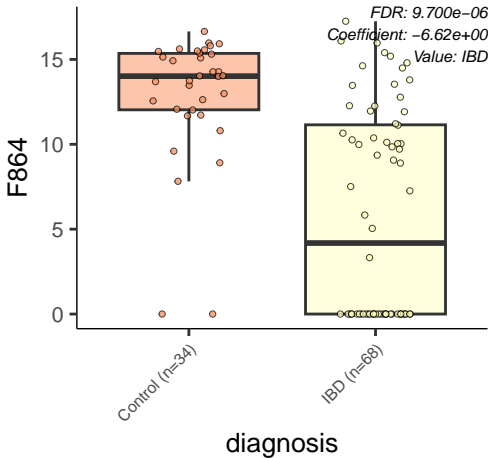 FDR: 9.700e−06
Coefficient: −6.62e+00
Value: IBD
15
10
5
0
F864
Control (n=34)
IBD (n=68)
diagnosis